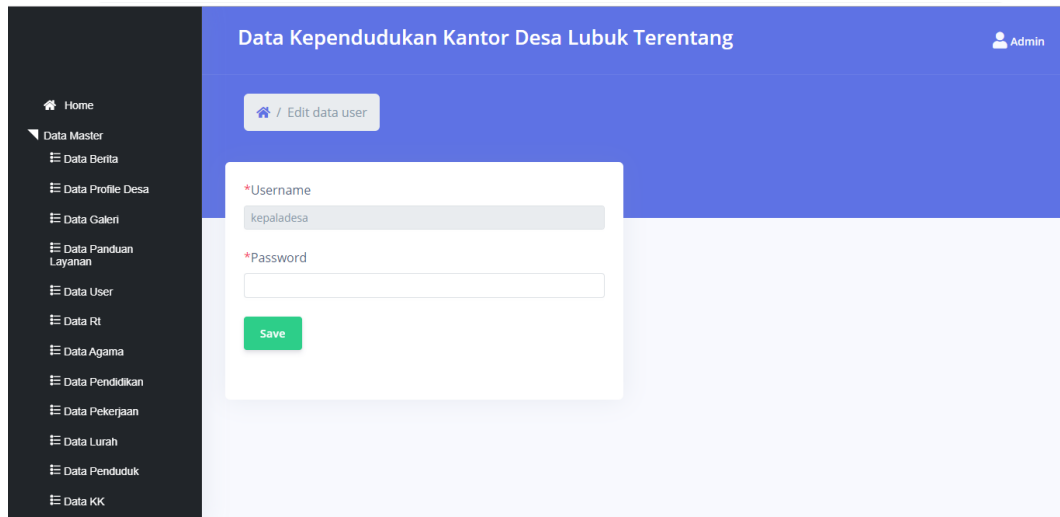 Data Kependudukan Kantor Desa Lubuk Terentang
Admin
Home
Data Master
Data Berita
Data Profile Desa
Data Galeri
Data Panduan
Layanan
Data User
Data Rt
Data Agama
Data Pendidikan
Data Pekerjaan
Data Lurah
Data Penduduk
Data KK
/ Edit data user
*Username
kepaladesa
*Password
Save